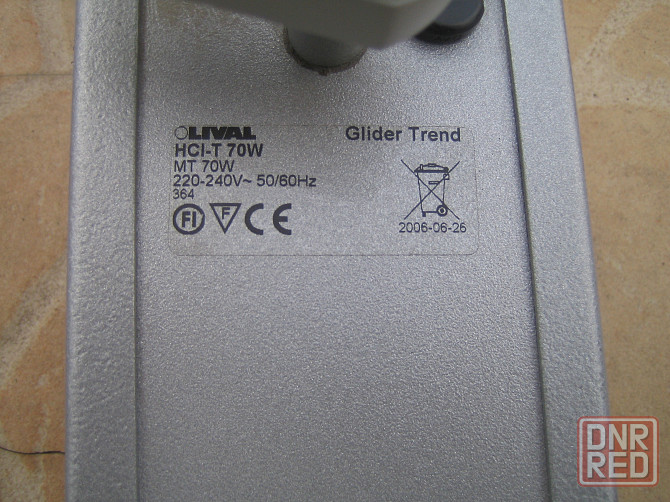 LIVAL
Glider Trend
HCI-T 70W
MT 70W
220-240V~ 50/60Hz
364
FI
F
CE
2006-06-26
DNR
RED